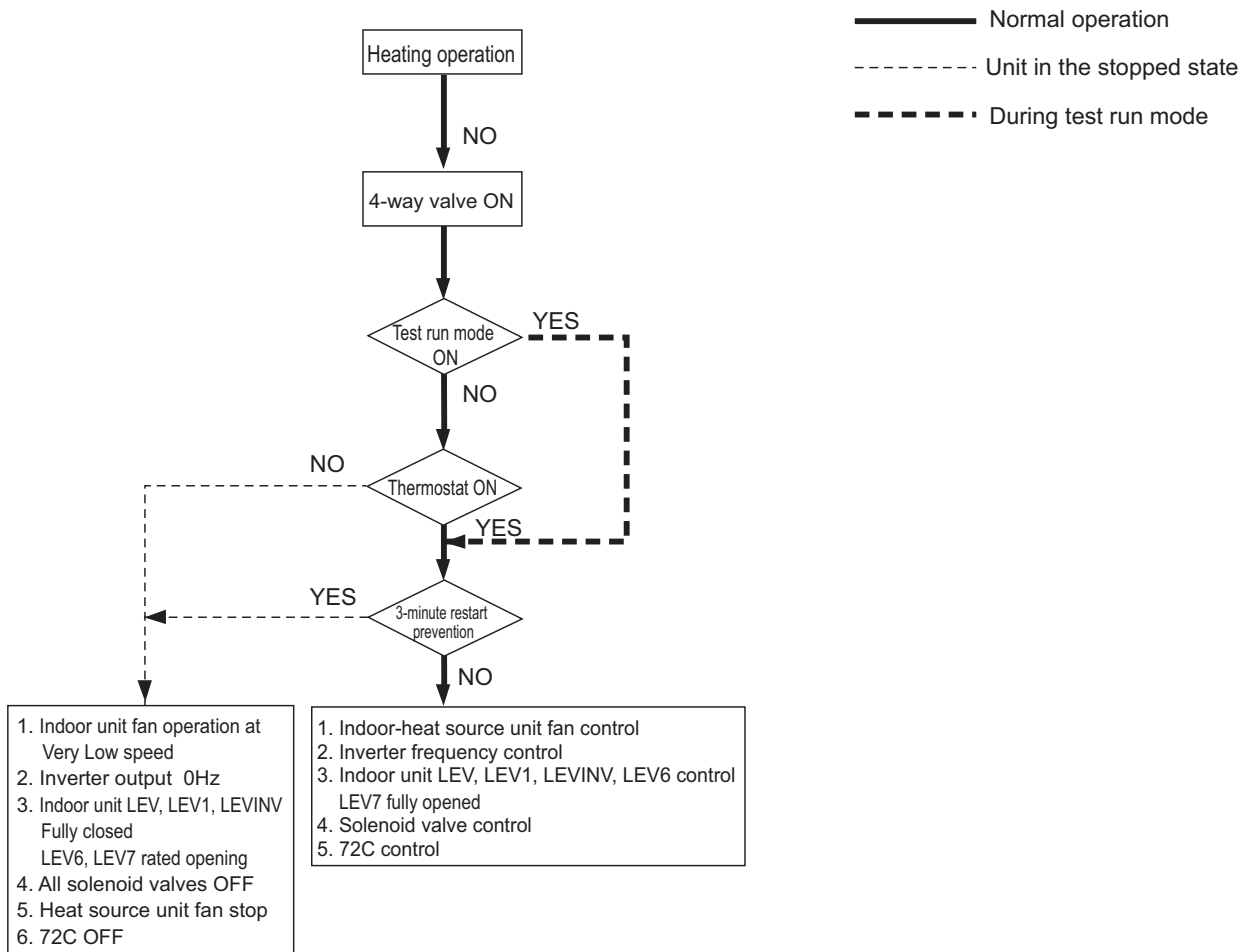 Normal operation
Unit in the stopped state
During test run mode
Heating operation
NO
4-way valve ON
Test run mode
ON
YES
NO
Thermostat ON
NO
YES
3-minute restart
prevention
YES
NO
1. Indoor unit fan operation at
Very Low speed
2. Inverter output 0Hz
3. Indoor unit LEV, LEV1, LEVINV
Fully closed
LEV6, LEV7 rated opening
4. All solenoid valves OFF
5. Heat source unit fan stop
6. 72C OFF
1. Indoor-heat source unit fan control
2. Inverter frequency control
3. Indoor unit LEV, LEV1, LEVINV, LEV6 control
LEV7 fully opened
4. Solenoid valve control
5. 72C control